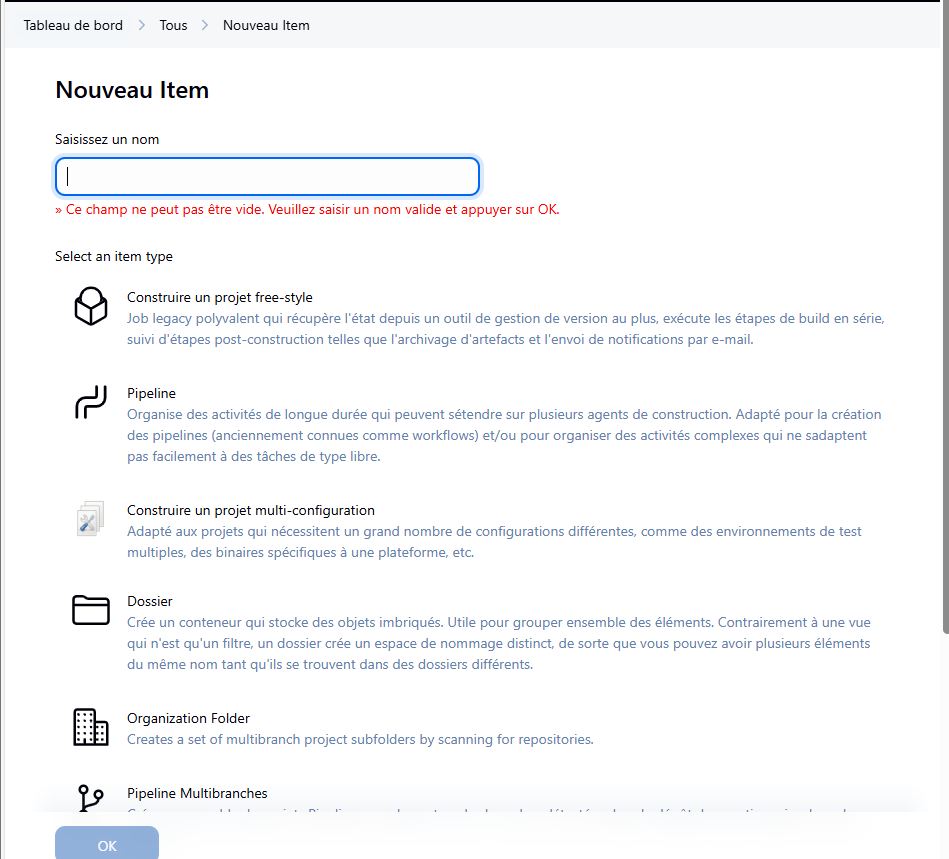 Tableau de bord > Tous > Nouveau Item
Nouveau Item
Saisissez un nom
» Ce champ ne peut pas être vide. Veuillez saisir un nom valide et appuyer sur OK.
Select an item type
Construire un projet free-style
Job legacy polyvalent qui récupère l'état depuis un outil de gestion de version au plus, exécute les étapes de build en série,
suivi d'étapes post-construction telles que l'archivage d'artefacts et l'envoi de notifications par e-mail.
Pipeline
Organise des activités de longue durée qui peuvent sétendre sur plusieurs agents de construction. Adapté pour la création
des pipelines (anciennement connues comme workflows) et/ou pour organiser des activités complexes qui ne sadaptent
pas facilement à des tâches de type libre.
Construire un projet multi-configuration
Adapté aux projets qui nécessitent un grand nombre de configurations différentes, comme des environnements de test
multiples, des binaires spécifiques à une plateforme, etc.
Dossier
Crée un conteneur qui stocke des objets imbriqués. Utile pour grouper ensemble des éléments. Contrairement à une vue
qui n'est qu'un filtre, un dossier crée un espace de nommage distinct, de sorte que vous pouvez avoir plusieurs éléments
du même nom tant qu'ils se trouvent dans des dossiers différents.
Organization Folder
Creates a set of multibranch project subfolders by scanning for repositories.
Pipeline Multibranches
OK